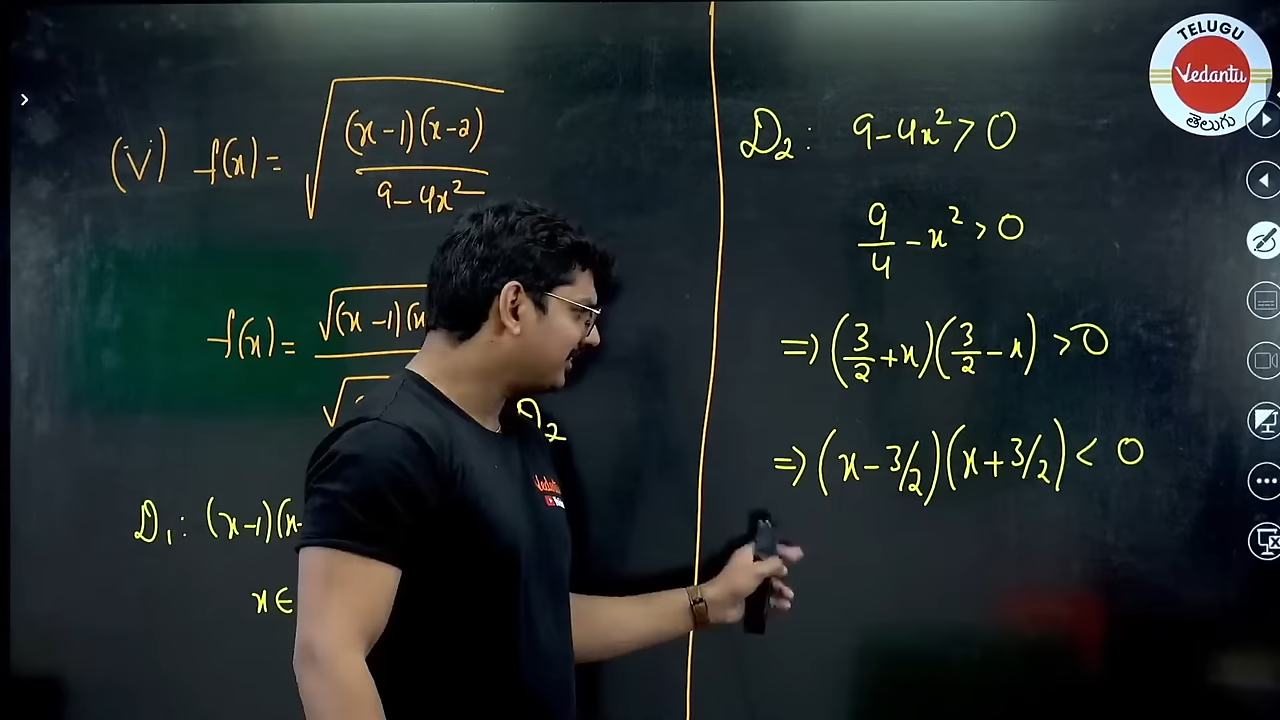 (v) f(x) = √((x-1)(x-2)/(9-4x²))
f(x) = √(x-1)(x
√
D₂
D₁: (x-1)(x-
x∈
D₂: 9-4x²>0
9/4-x²>0
⇒(3/2+x)(3/2-x)>0
⇒(x-3/2)(x+3/2)<0
TELUGU
Vedantu
తెలుగు
Vedantu